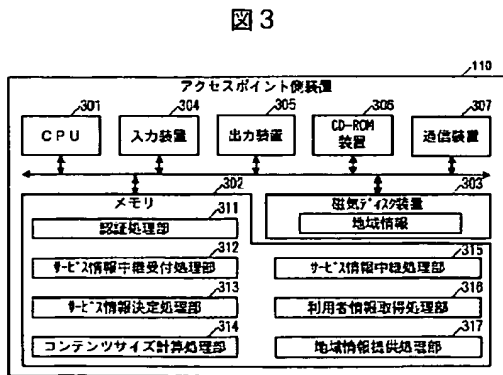 図3
110
アクセスポイント側装置
301
304
305
306
307
CPU
入力装置
出力装置
CD-ROM
装置
通信装置
302
303
メモリ
磁気ディスク装置
地域情報
311
認証処理部
312
サービス情報中継受付処理部
313
サービス情報決定処理部
314
コンテンツサイズ計算処理部
315
サービス情報中継処理部
316
利用者情報取得処理部
317
地域情報提供処理部